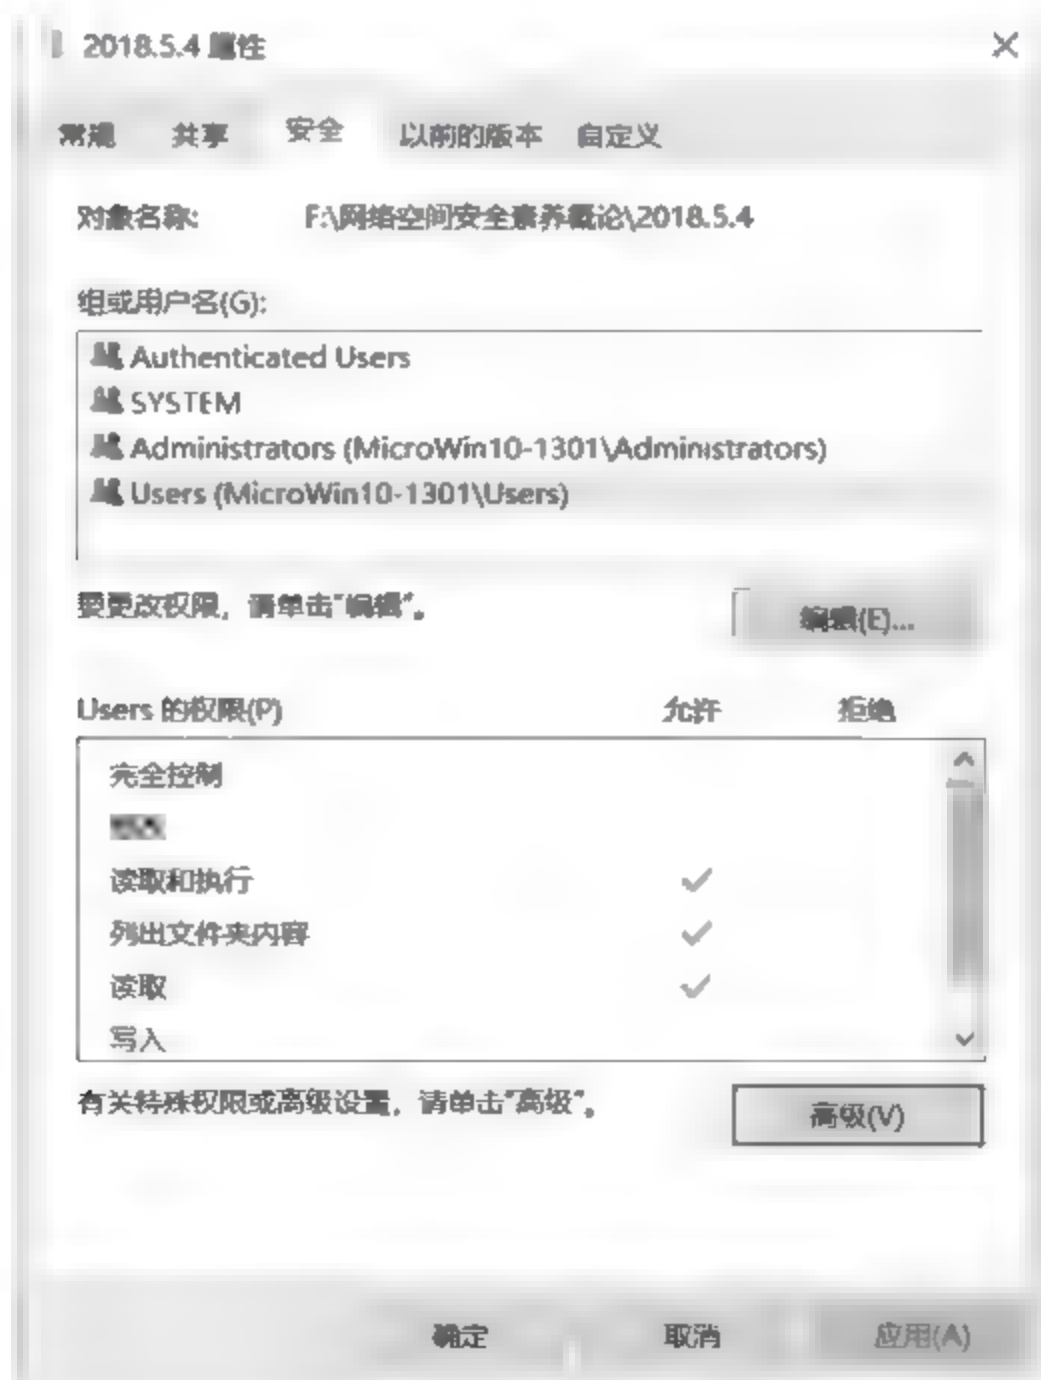 2018.5.4 属性
常规 共享 安全 以前的版本 自定义
对象名称: F:\网络空间安全素养概论\2018.5.4
组或用户名(G):
Authenticated Users
SYSTEM
Administrators (MicroWin10-1301\Administrators)
Users (MicroWin10-1301\Users)
要更改权限，请单击"编辑"。 编辑(E)...
Users 的权限(P) 允许 拒绝
完全控制
读取和执行
列出文件夹内容
读取
写入
有关特殊权限或高级设置，请单击"高级"。 高级(V)
确定 取消 应用(A)